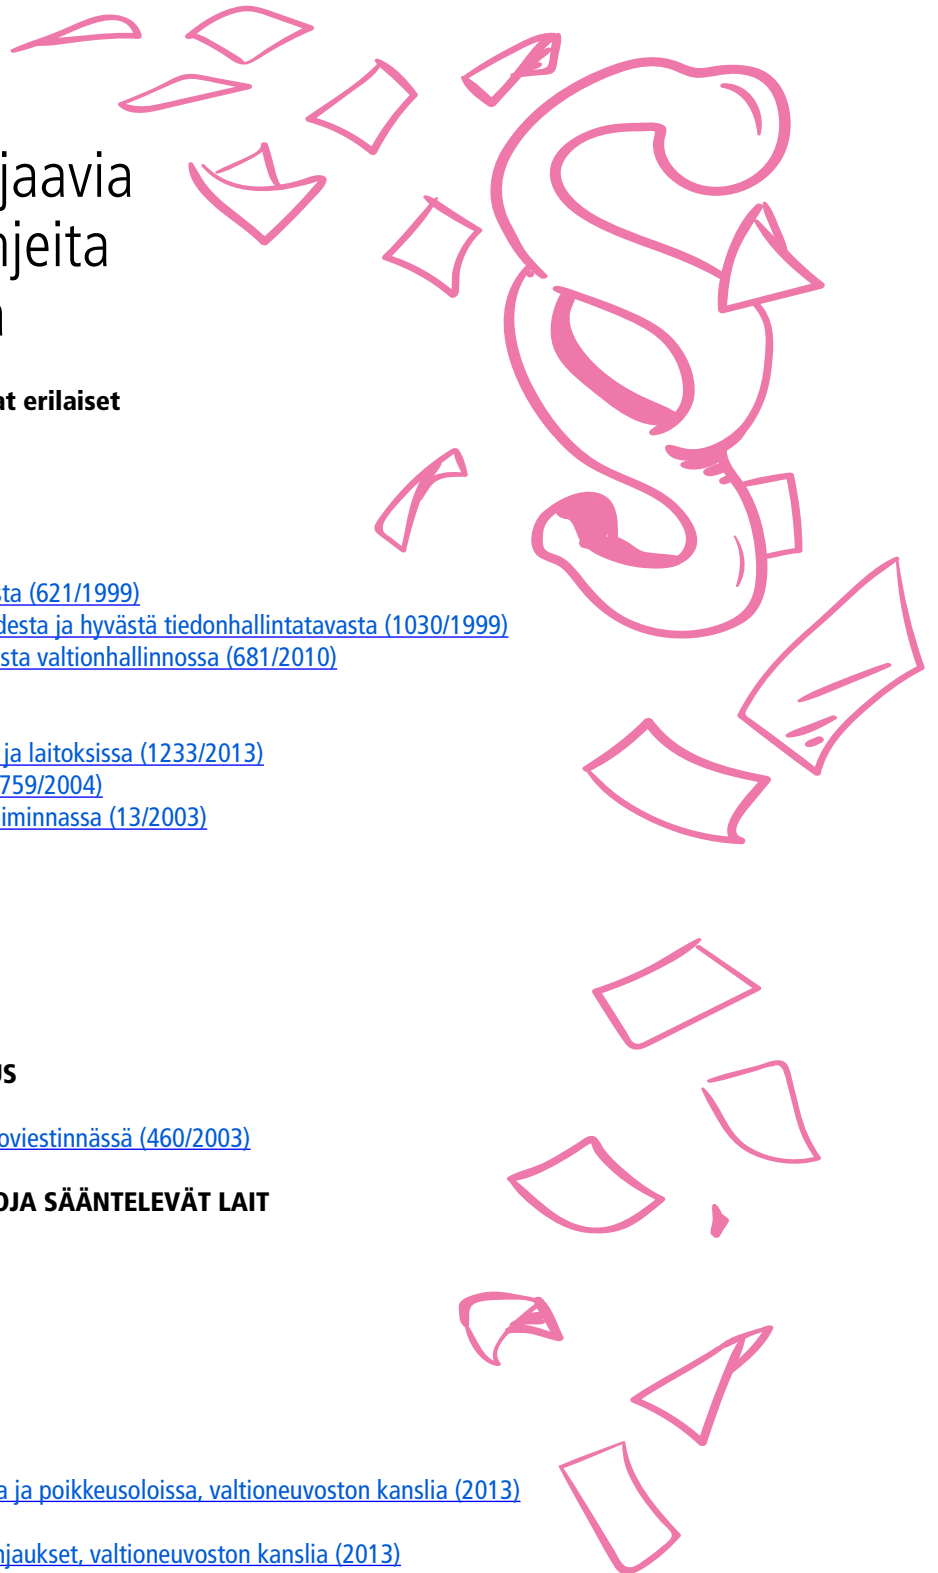 jaavia
njeita
a
at erilaiset
sta (621/1999)
desta ja hyvästä tiedonhallintatavasta (1030/1999)
sta valtionhallinnossa (681/2010)
ja laitoksissa (1233/2013)
759/2004)
iminnassa (13/2003)
US
oviestinnässä (460/2003)
OJA SÄÄNTELEVÄT LAIT
a ja poikkeusoloissa, valtioneuvoston kanslia (2013)
njaukset, valtioneuvoston kanslia (2013)